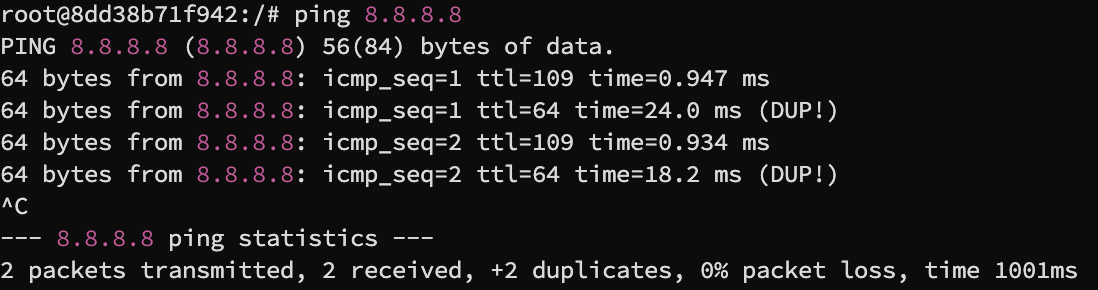 root@8dd38b71f942:/# ping 8.8.8.8
PING 8.8.8.8 (8.8.8.8) 56(84) bytes of data.
64 bytes from 8.8.8.8: icmp_seq=1 ttl=109 time=0.947 ms
64 bytes from 8.8.8.8: icmp_seq=1 ttl=64 time=24.0 ms (DUP!)
64 bytes from 8.8.8.8: icmp_seq=2 ttl=109 time=0.934 ms
64 bytes from 8.8.8.8: icmp_seq=2 ttl=64 time=18.2 ms (DUP!)
^C
--- 8.8.8.8 ping statistics ---
2 packets transmitted, 2 received, +2 duplicates, 0% packet loss, time 1001ms